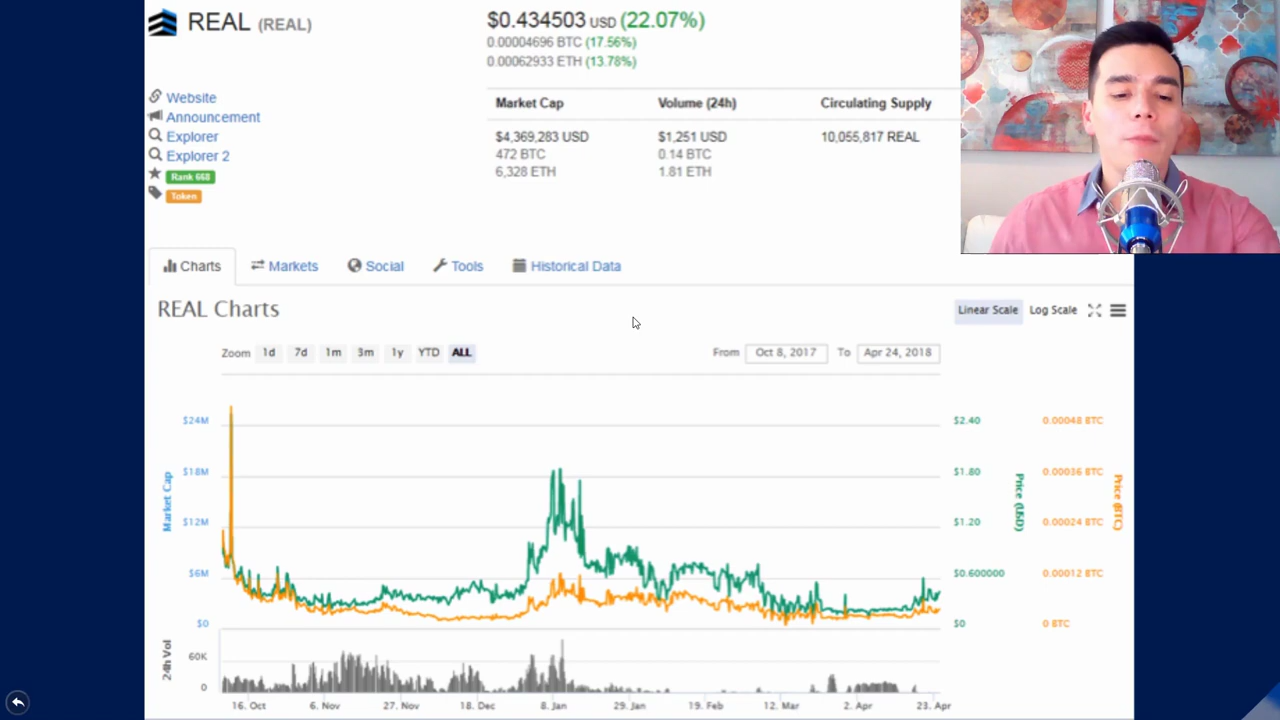 REAL (REAL)
$0.434503 USD (22.07%)
0.00004696 BTC (17.56%)
0.00062933 ETH (13.78%)
Website
Announcement
Explorer
Explorer 2
Rank 668
Token
Market Cap Volume (24h) Circulating Supply
$4,369,283 USD $1,251 USD 10,055,817 REAL
472 BTC 0.14 BTC
6,328 ETH 1.81 ETH
Charts Markets Social Tools Historical Data
REAL Charts
Linear Scale Log Scale
Zoom 1d 7d 1m 3m 1y YTD ALL From Oct 8, 2017 To Apr 24, 2018
$24M $2.40 0.00048 BTC
$18M $1.80 0.00036 BTC
$12M $1.20 0.00024 BTC
$6M $0.600000 0.00012 BTC
$0 $0 0 BTC
Market Cap
Price (USD)
Price (BTC)
24h Vol
60K
0
16. Oct 6. Nov 27. Nov 18. Dec 8. Jan 29. Jan 19. Feb 12. Mar 2. Apr 23. Apr